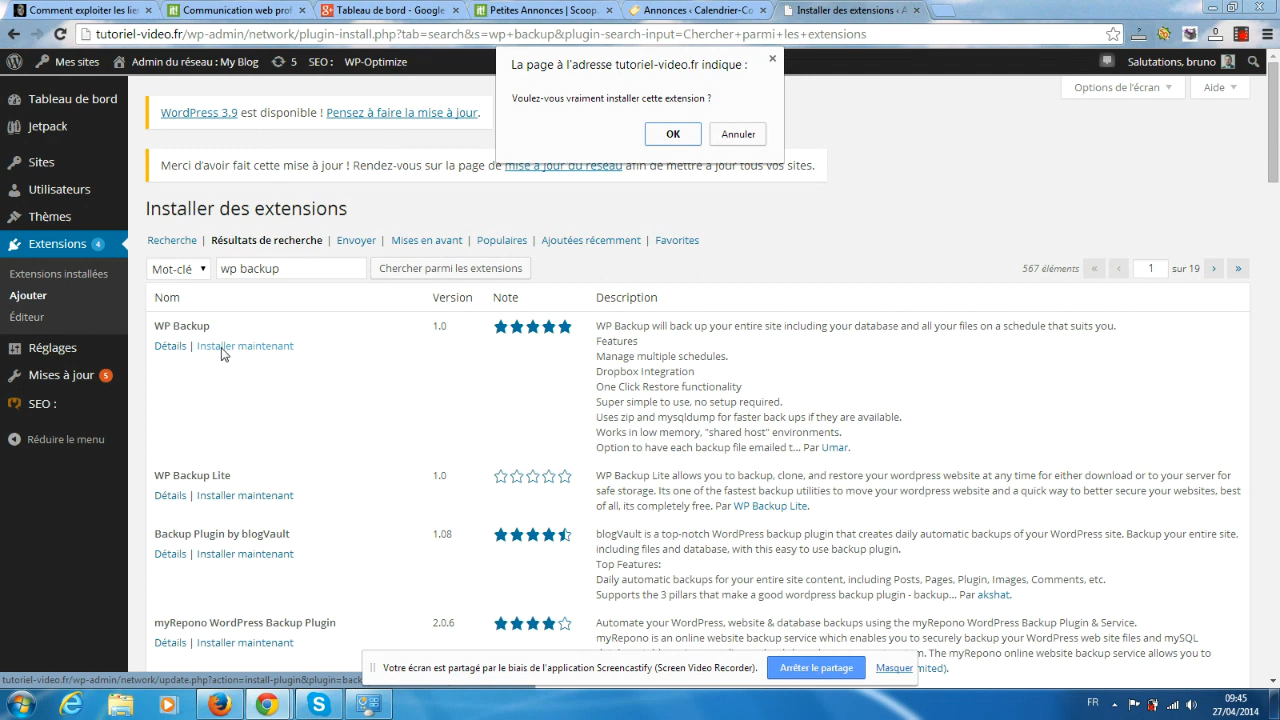 Comment exploiter les lie
Communication web prof
Tableau de bord - Google
Petites Annonces | Scoop.
Annonces ‹ Calendrier-Co
Installer des extensions ‹ A
tutoriel-video.fr/wp-admin/network/plugin-install.php?tab=search&s=wp+backup&plugin-search-input=Chercher+parmi+les+extensions
Mes sites
Admin du réseau : My Blog
5
SEO :
WP-Optimize
Salutations, bruno
La page à l'adresse tutoriel-video.fr indique :
Voulez-vous vraiment installer cette extension ?
OK
Annuler
Options de l'écran
Aide
Tableau de bord
Jetpack
Sites
Utilisateurs
Thèmes
Extensions 4
Extensions installées
Ajouter
Éditeur
Réglages
Mises à jour 5
SEO :
Réduire le menu
WordPress 3.9 est disponible ! Pensez à faire la mise à jour.
Merci d'avoir fait cette mise à jour ! Rendez-vous sur la page de mise à jour du réseau afin de mettre à jour tous vos sites.
Installer des extensions
Recherche | Résultats de recherche | Envoyer | Mises en avant | Populaires | Ajoutées récemment | Favorites
Mot-clé
wp backup
Chercher parmi les extensions
567 éléments « ‹ 1 sur 19 › »
Nom
Version
Note
Description
WP Backup
Détails | Installer maintenant
1.0
WP Backup will back up your entire site including your database and all your files on a schedule that suits you.
Features
Manage multiple schedules.
Dropbox Integration
One Click Restore functionality
Super simple to use, no setup required.
Uses zip and mysqldump for faster back ups if they are available.
Works in low memory, "shared host" environments.
Option to have each backup file emailed t... Par Umar.
WP Backup Lite
Détails | Installer maintenant
1.0
WP Backup Lite allows you to backup, clone, and restore your wordpress website at any time for either download or to your server for
safe storage. Its one of the fastest backup utilities to move your wordpress website and a quick way to better secure your websites, best
of all, its completely free. Par WP Backup Lite.
Backup Plugin by blogVault
Détails | Installer maintenant
1.08
blogVault is a top-notch WordPress backup plugin that creates daily automatic backups of your WordPress site. Backup your entire site,
including files and database, with this easy to use backup plugin.
Top Features:
Daily automatic backups for your entire site content, including Posts, Pages, Plugin, Images, Comments, etc.
Supports the 3 pillars that make a good wordpress backup plugin - backup... Par akshat.
myRepono WordPress Backup Plugin
Détails | Installer maintenant
2.0.6
Automate your WordPress, website & database backups using the myRepono WordPress Backup Plugin & Service.
myRepono is an online website backup service which enables you to securely backup your WordPress web site files and mySQL
The myRepono online website backup service allows you to
Votre écran est partagé par le biais de l'application Screencastify (Screen Video Recorder).
Arrêter le partage
Masquer
tutoriel-video.fr/wp-admin/network/update.php?action=install-plugin&plugin=back
FR
09:45
27/04/2014